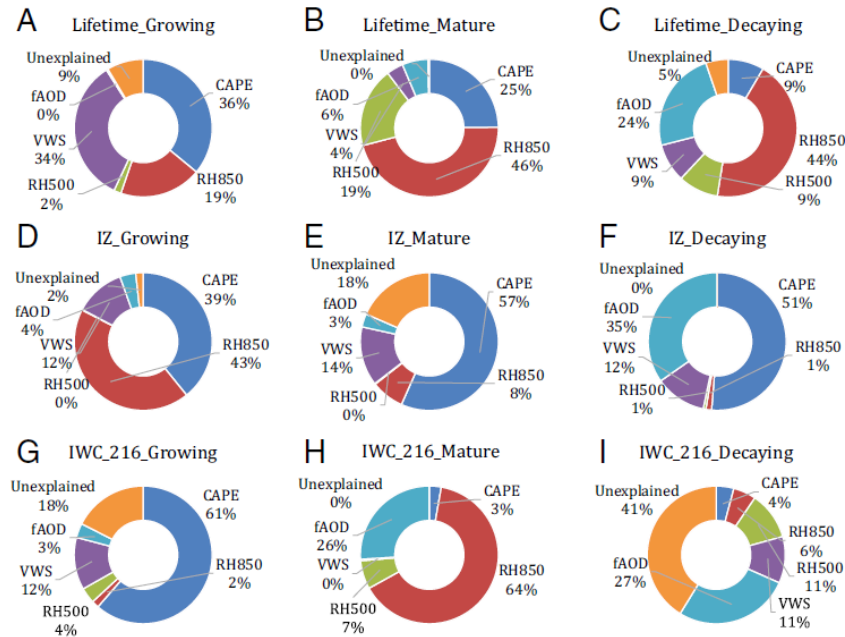 A Lifetime_Growing
Unexplained
9%
fAOD
0%
VWS
34%
RH500
2%
CAPE
36%
RH850
19%
B Lifetime_Mature
Unexplained
0%
fAOD
6%
VWS
4%
RH500
19%
CAPE
25%
RH850
46%
C Lifetime_Decaying
Unexplained
5%
fAOD
24%
VWS
9%
CAPE
9%
RH850
44%
RH500
9%
D IZ_Growing
Unexplained
2%
fAOD
4%
VWS
12%
RH500
0%
CAPE
39%
RH850
43%
E IZ_Mature
Unexplained
18%
fAOD
3%
VWS
14%
RH500
0%
CAPE
57%
RH850
8%
F IZ_Decaying
Unexplained
0%
fAOD
35%
VWS
12%
RH500
1%
CAPE
51%
RH850
1%
G IWC_216_Growing
Unexplained
18%
fAOD
3%
VWS
12%
RH500
4%
CAPE
61%
RH850
2%
H IWC_216_Mature
Unexplained
0%
fAOD
26%
VWS
0%
RH500
7%
CAPE
3%
RH850
64%
I IWC_216_Decaying
Unexplained
41%
fAOD
27%
CAPE
4%
RH850
6%
RH500
11%
VWS
11%